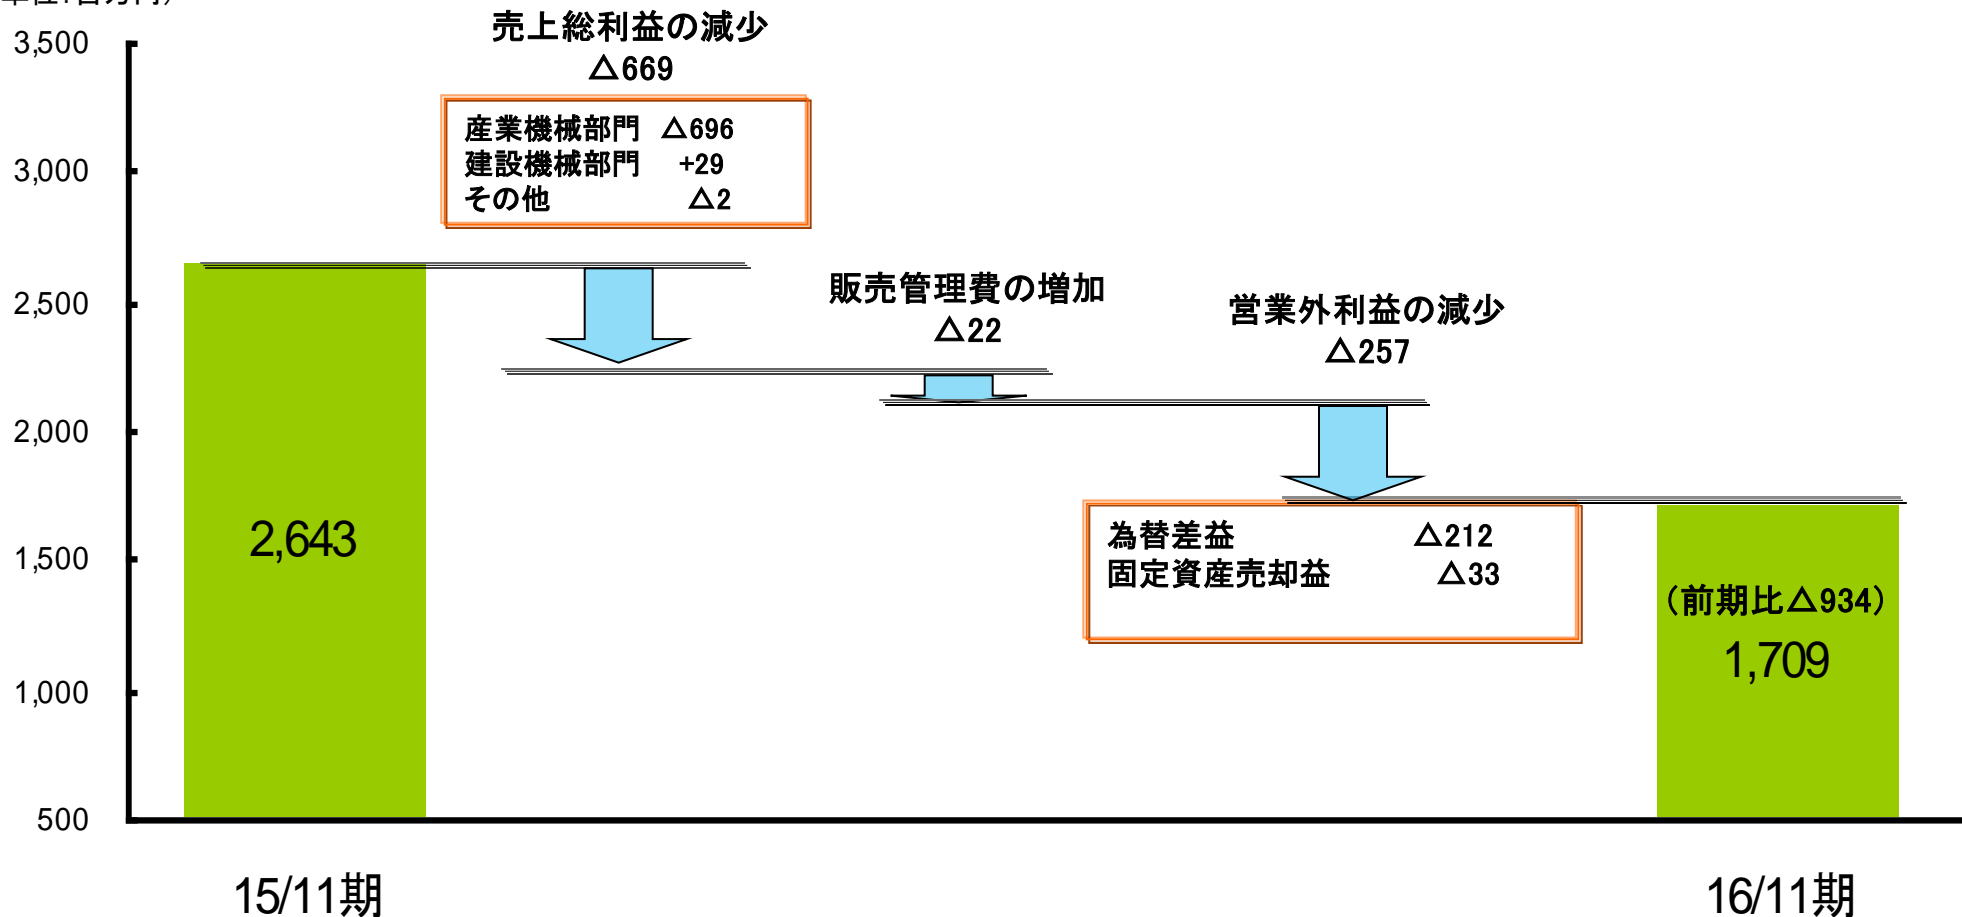 3,500
3,000
2,500
2,000
1,500
1,000
500
売上総利益の減少
△669
産業機械部門 △696
建設機械部門 +29
その他 △2
販売管理費の増加
△22
営業外利益の減少
△257
為替差益 △212
固定資産売却益 △33
2,643
(前期比△934)
1,709
15/11期
16/11期